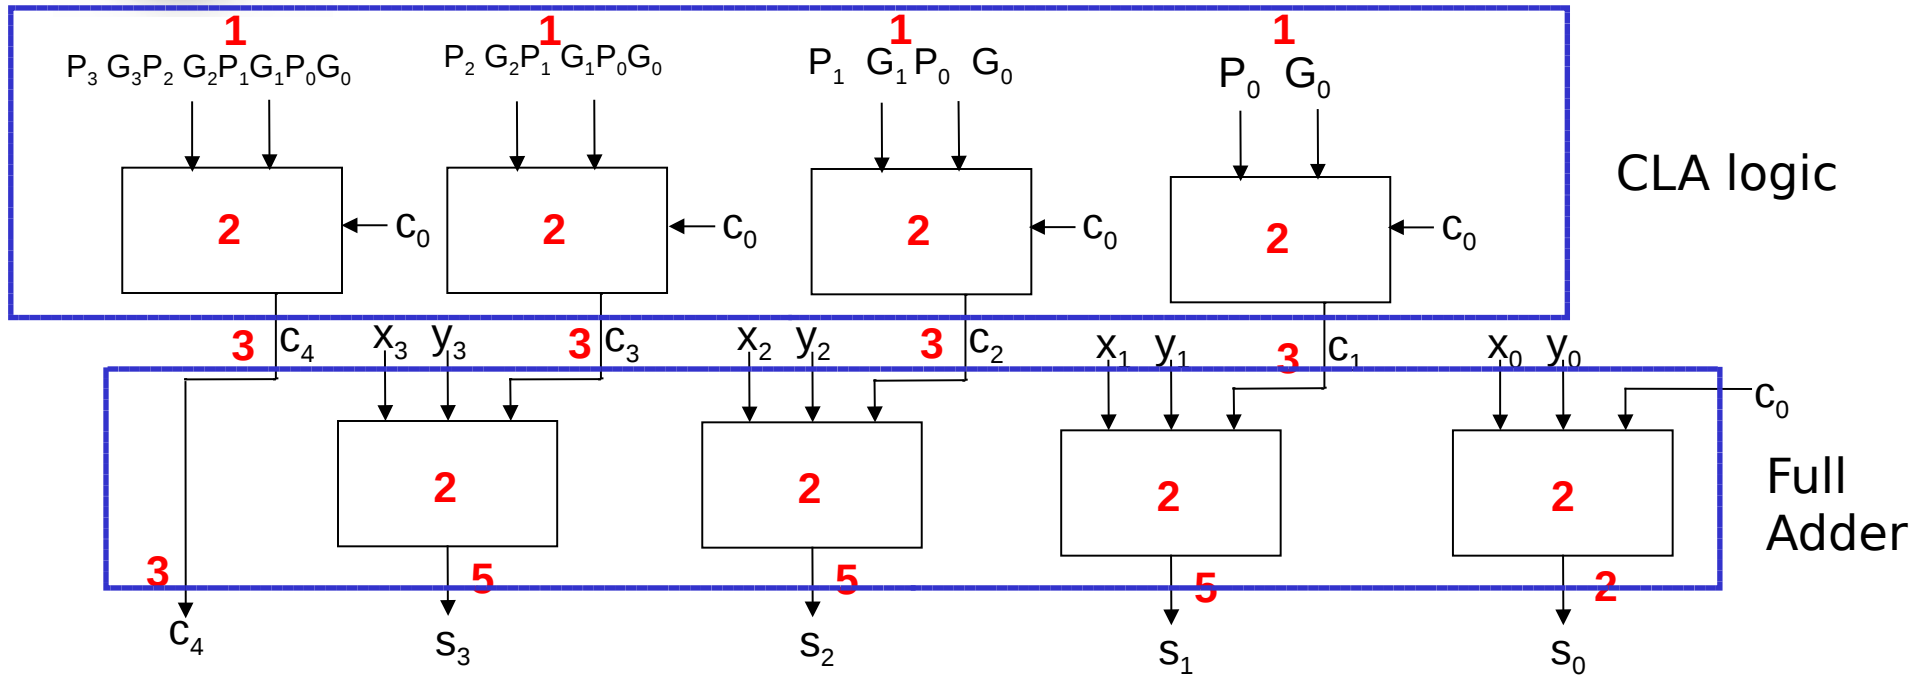 1 1 1 1
P3 G3P2 G2P1G1P0G0 P2 G2P1 G1P0G0 P1 G1 P0 G0 P0 G0
2 c0 2 c0 2 c0 2 c0
CLA logic
3 c4 x3 y3 3 c3 x2 y2 3 c2 x1 y1 3 c1 x0 y0
c0
2 2 2 2
Full
Adder
3 5 5 5 2
c4 s3 s2 s1 s0